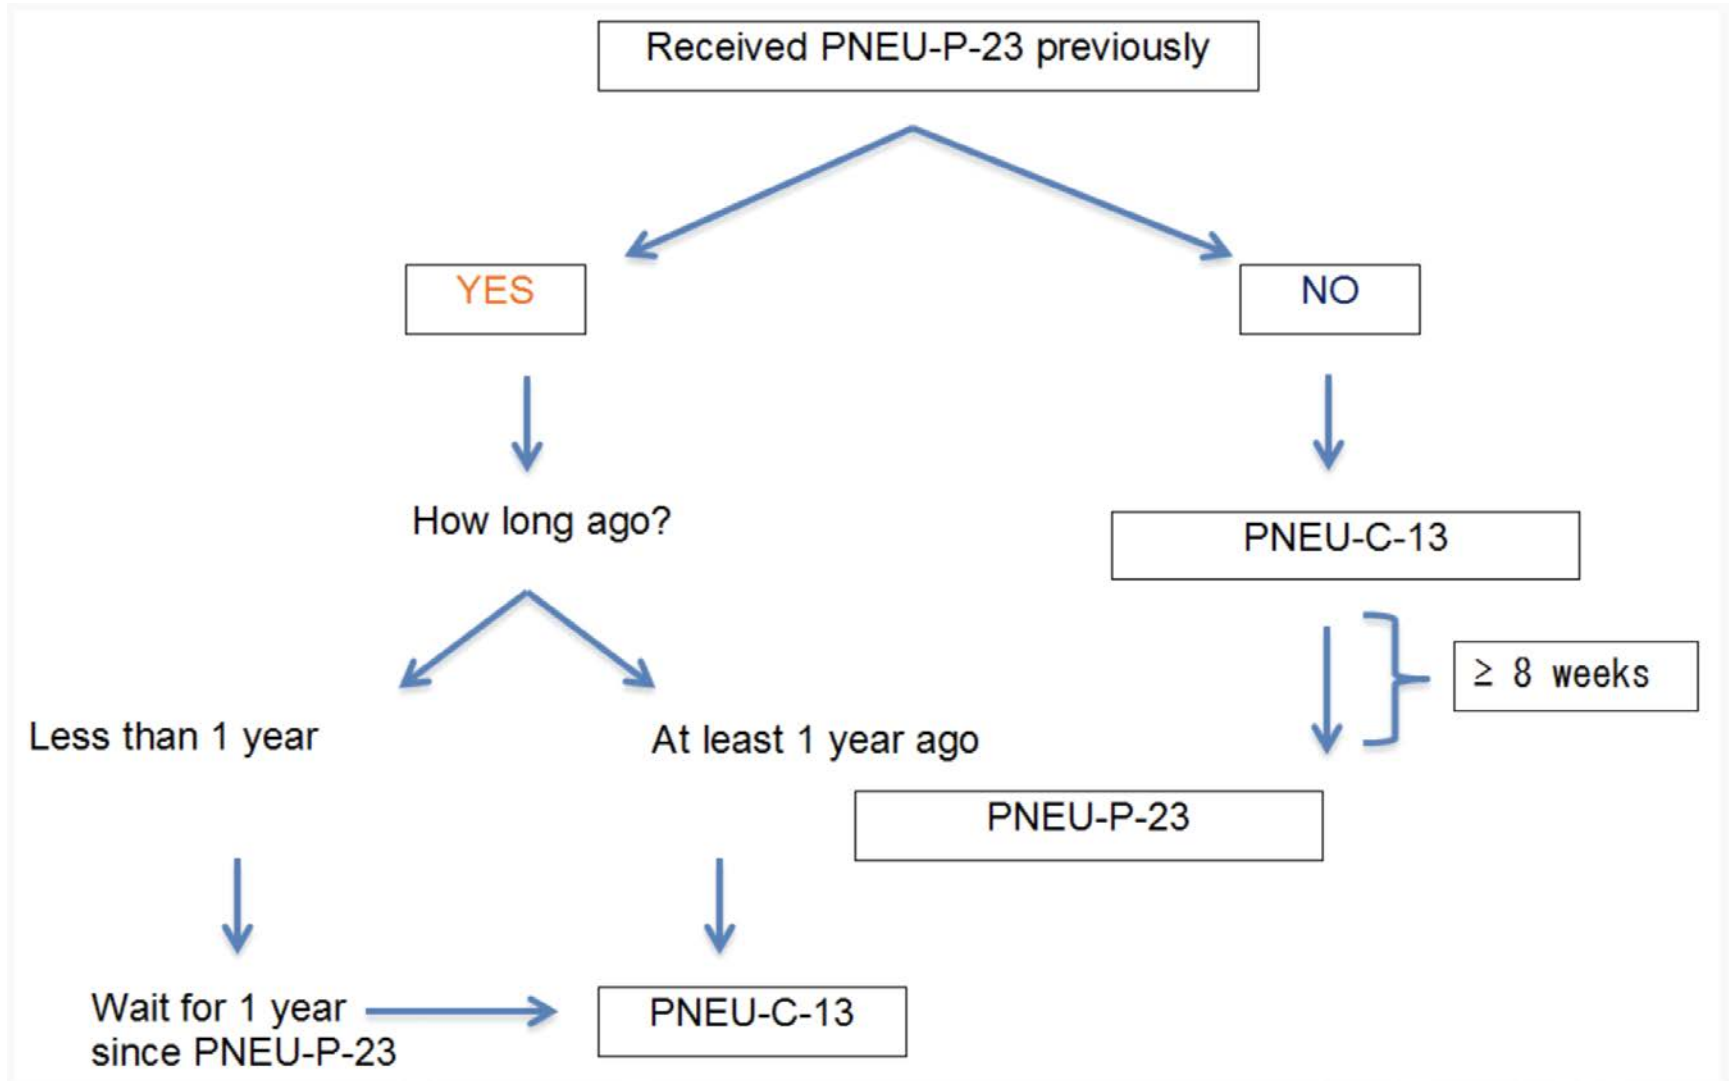 Received PNEU-P-23 previously
YES
NO
How long ago?
PNEU-C-13
≥ 8 weeks
Less than 1 year
At least 1 year ago
PNEU-P-23
Wait for 1 year
since PNEU-P-23
PNEU-C-13